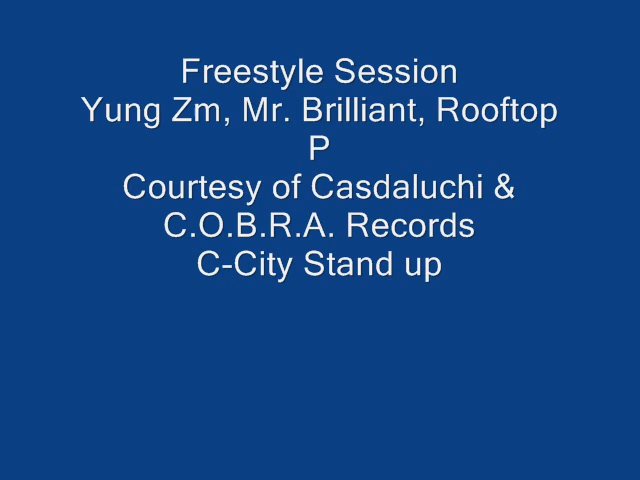 Freestyle Session
Yung Zm, Mr. Brilliant, Rooftop
P
Courtesy of Casdaluchi &
C.O.B.R.A. Records
C-City Stand up